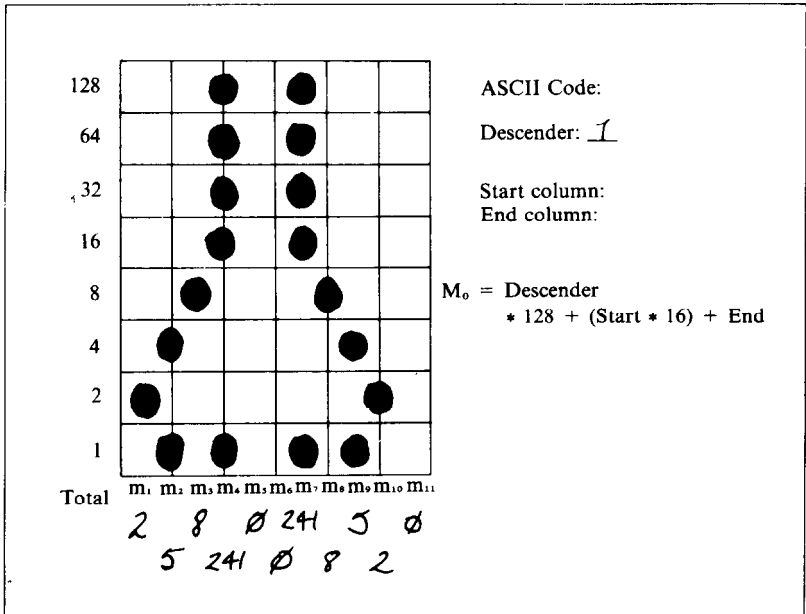 128
ASCII Code:
64
Descender: 1
32
Start column:
End column:
16
8
M₀ = Descender
* 128 + (Start * 16) + End
4
2
1
Total m₁ m₂ m₃ m₄ m₅ m₆ m₇ m₈ m₉ m₁₀ m₁₁
2 8 Ø 241 5 Ø
5 241 Ø 8 2